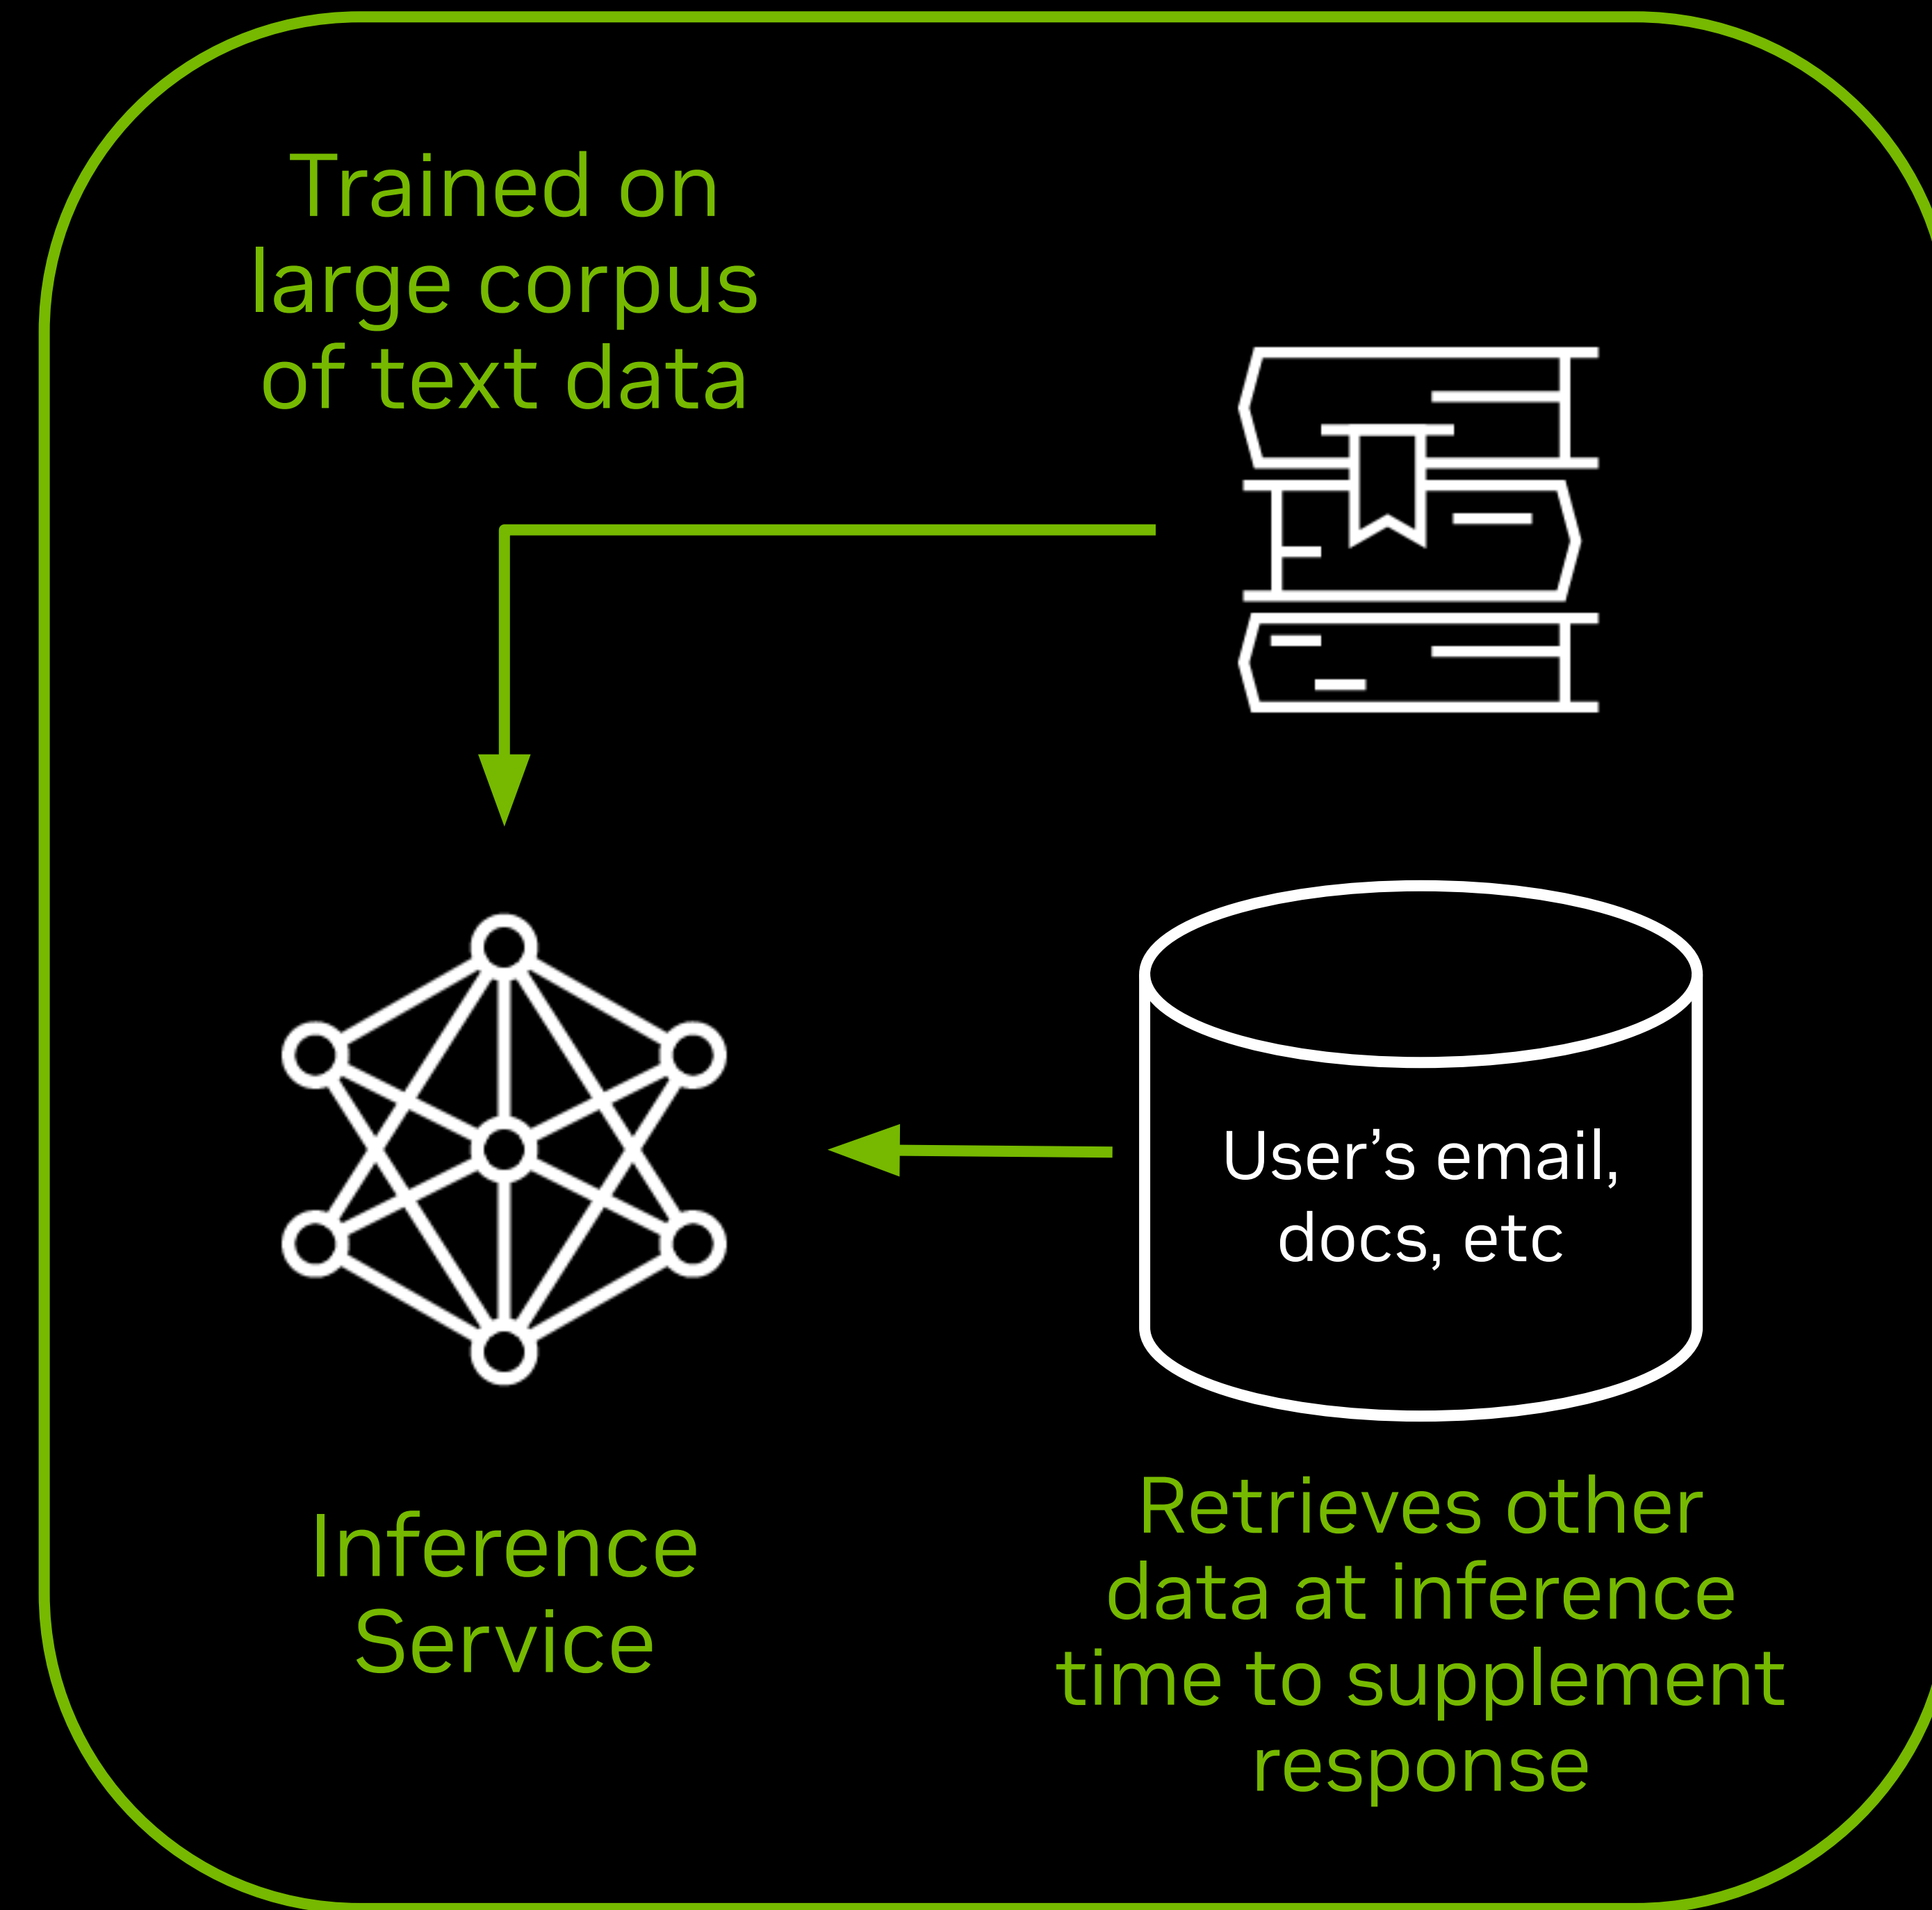 Trained on
large corpus
of text data
User’s email,
docs, etc
Inference
Service
Retrieves other
data at inference
time to supplement
response